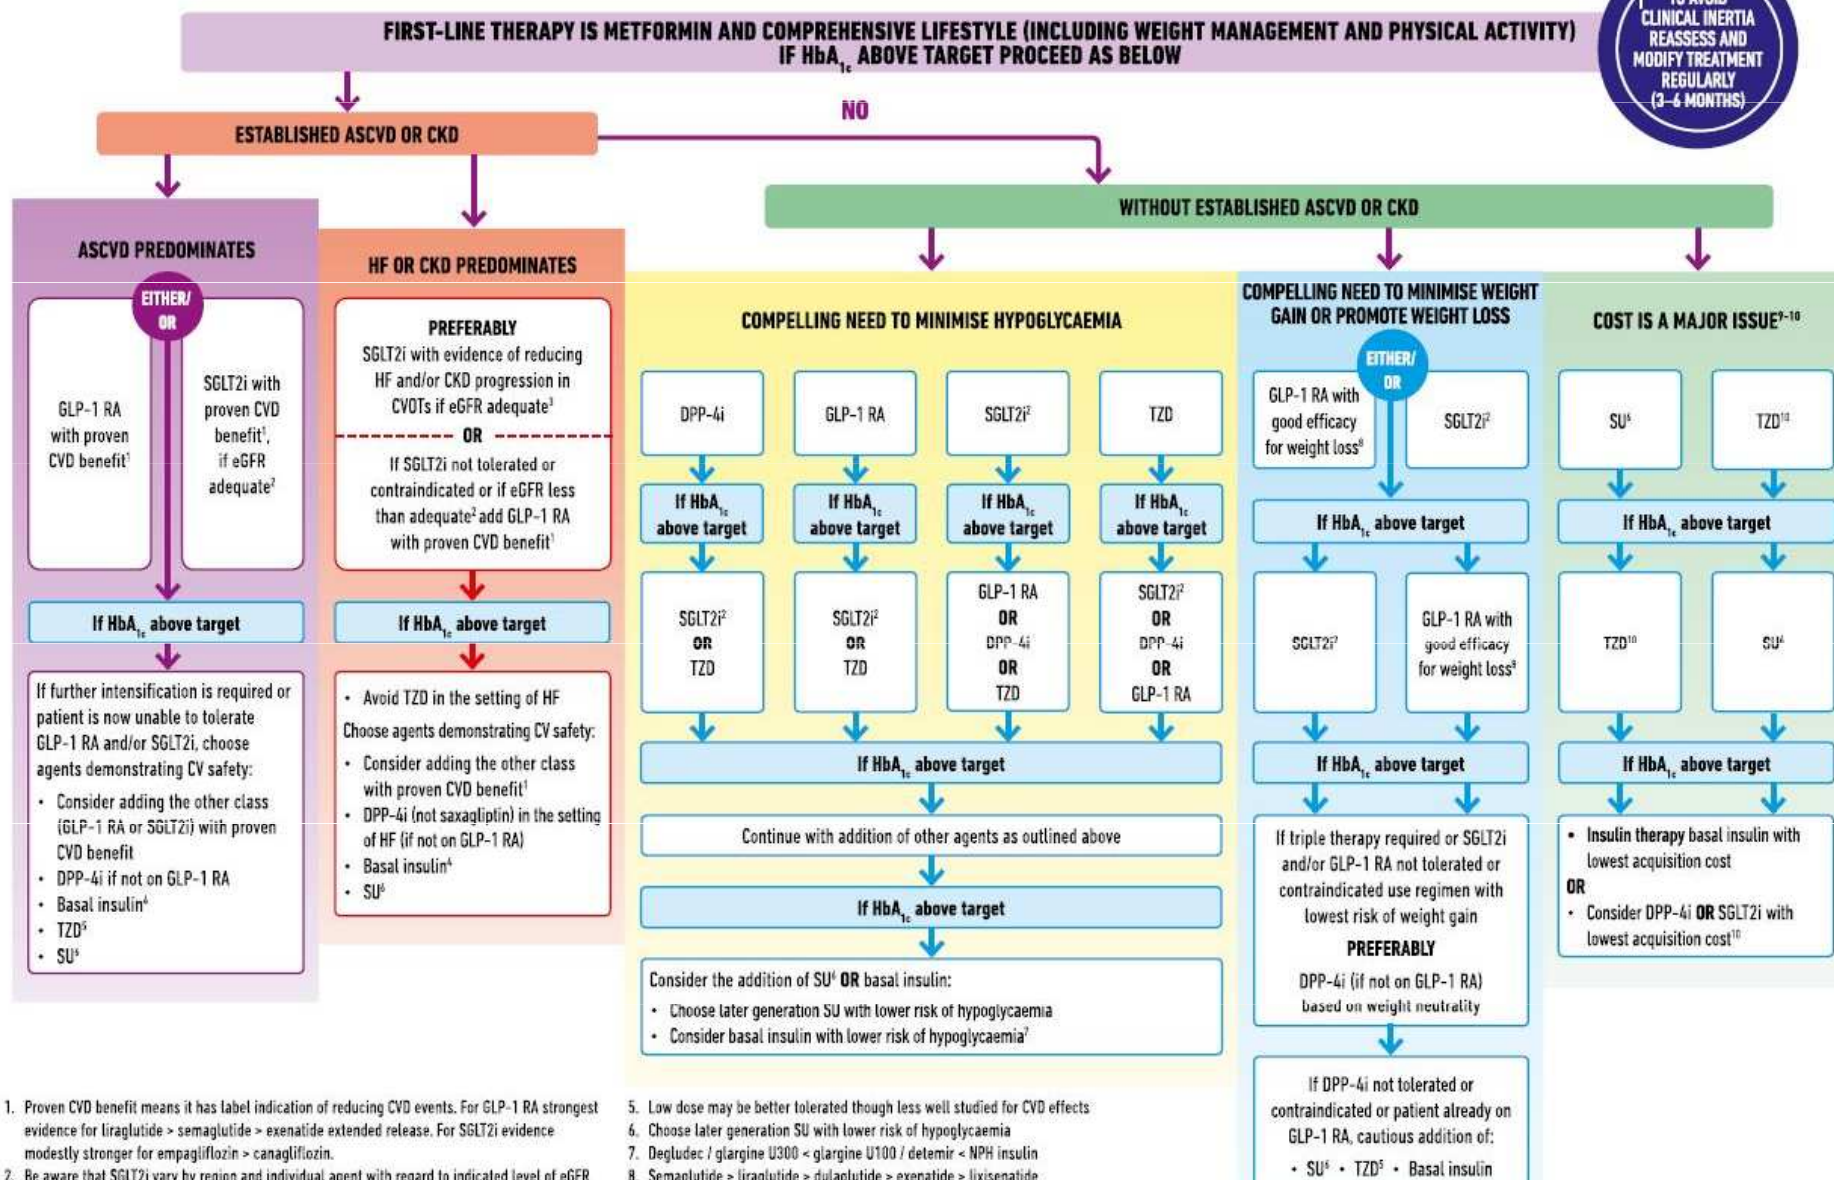 FIRST-LINE THERAPY IS METFORMIN AND COMPREHENSIVE LIFESTYLE (INCLUDING WEIGHT MANAGEMENT AND PHYSICAL ACTIVITY)
IF HbA1c ABOVE TARGET PROCEED AS BELOW
TO AVOID
CLINICAL INERTIA
REASSESS AND
MODIFY TREATMENT
REGULARLY
(3–6 MONTHS)
NO
ESTABLISHED ASCVD OR CKD
WITHOUT ESTABLISHED ASCVD OR CKD
ASCVD PREDOMINATES
EITHER/
OR
GLP-1 RA
with proven
CVD benefit¹
SGLT2i with
proven CVD
benefit¹,
if eGFR
adequate²
If HbA1c above target
If further intensification is required or
patient is now unable to tolerate
GLP-1 RA and/or SGLT2i, choose
agents demonstrating CV safety:
• Consider adding the other class
(GLP-1 RA or SGLT2i) with proven
CVD benefit
• DPP-4i if not on GLP-1 RA
• Basal insulin⁴
• TZD⁵
• SU⁶
HF OR CKD PREDOMINATES
PREFERABLY
SGLT2i with evidence of reducing
HF and/or CKD progression in
CVOTs if eGFR adequate³
OR
If SGLT2i not tolerated or
contraindicated or if eGFR less
than adequate² add GLP-1 RA
with proven CVD benefit¹
If HbA1c above target
• Avoid TZD in the setting of HF
Choose agents demonstrating CV safety:
• Consider adding the other class
with proven CVD benefit¹
• DPP-4i (not saxagliptin) in the setting
of HF (if not on GLP-1 RA)
• Basal insulin⁴
• SU⁶
COMPELLING NEED TO MINIMISE HYPOGLYCAEMIA
DPP-4i
GLP-1 RA
SGLT2i²
TZD
If HbA1c
above target
If HbA1c
above target
If HbA1c
above target
If HbA1c
above target
SGLT2i²
OR
TZD
SGLT2i²
OR
TZD
GLP-1 RA
OR
DPP-4i
OR
TZD
SGLT2i²
OR
DPP-4i
OR
GLP-1 RA
If HbA1c above target
Continue with addition of other agents as outlined above
If HbA1c above target
Consider the addition of SU⁶ OR basal insulin:
• Choose later generation SU with lower risk of hypoglycaemia
• Consider basal insulin with lower risk of hypoglycaemia⁷
COMPELLING NEED TO MINIMISE WEIGHT
GAIN OR PROMOTE WEIGHT LOSS
EITHER/
OR
GLP-1 RA with
good efficacy
for weight loss⁸
SGLT2i²
If HbA1c above target
SGLT2i²
GLP-1 RA with
good efficacy
for weight loss⁸
If HbA1c above target
If triple therapy required or SGLT2i
and/or GLP-1 RA not tolerated or
contraindicated use regimen with
lowest risk of weight gain
PREFERABLY
DPP-4i (if not on GLP-1 RA)
based on weight neutrality
If DPP-4i not tolerated or
contraindicated or patient already on
GLP-1 RA, cautious addition of:
• SU⁶ • TZD⁵ • Basal insulin
COST IS A MAJOR ISSUE⁹⁻¹⁰
SU⁶
TZD¹⁰
If HbA1c above target
TZD¹⁰
SU⁶
If HbA1c above target
• Insulin therapy basal insulin with
lowest acquisition cost
OR
• Consider DPP-4i OR SGLT2i with
lowest acquisition cost¹⁰
1. Proven CVD benefit means it has label indication of reducing CVD events. For GLP-1 RA strongest
evidence for liraglutide > semaglutide > exenatide extended release. For SGLT2i evidence
modestly stronger for empagliflozin > canagliflozin.
2. Be aware that SGLT2i vary by region and individual agent with regard to indicated level of eGFR
5. Low dose may be better tolerated though less well studied for CVD effects
6. Choose later generation SU with lower risk of hypoglycaemia
7. Degludec / glargine U300 < glargine U100 / detemir < NPH insulin
8. Semaglutide > liraglutide > dulaglutide > exenatide > lixisenatide